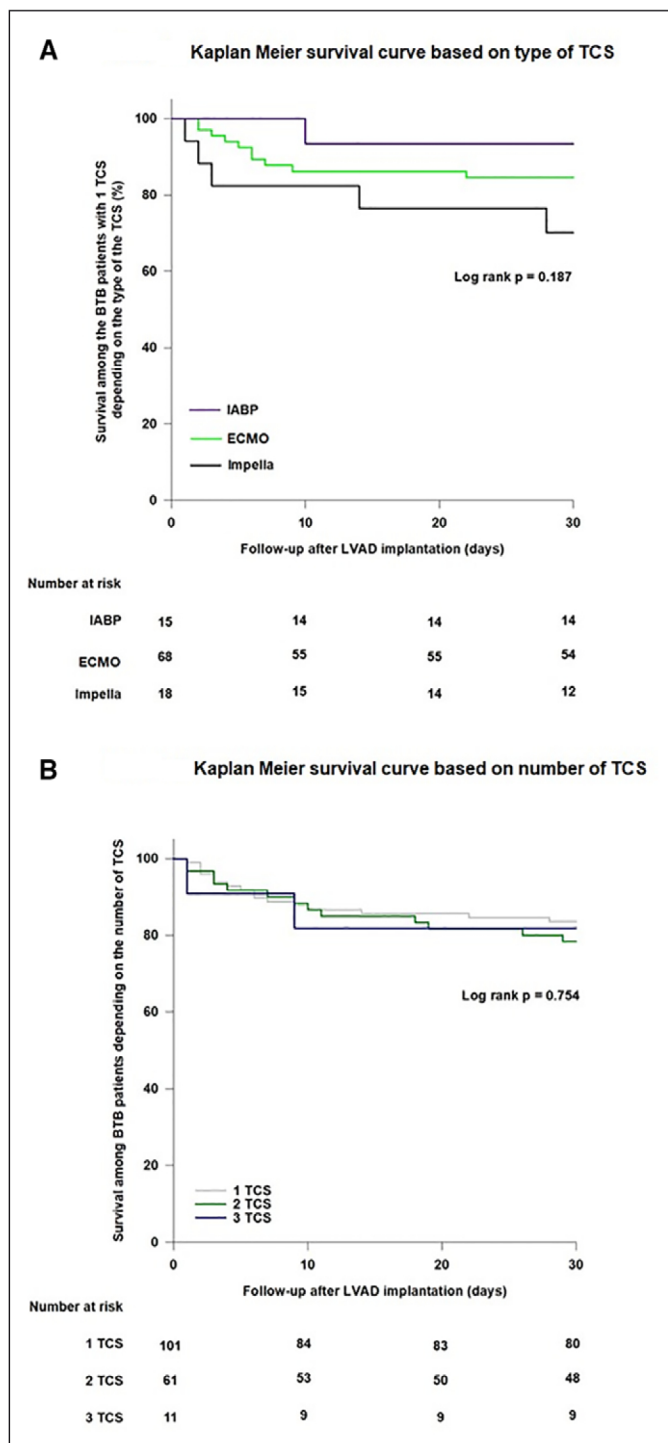 A
Kaplan Meier survival curve based on type of TCS
Survival among the BTB patients with 1 TCS
depending on the type of the TCS (%)
100
80
60
40
20
0
Log rank p = 0.187
IABP
ECMO
Impella
0 10 20 30
Follow-up after LVAD implantation (days)
Number at risk
IABP 15 14 14 14
ECMO 68 55 55 54
Impella 18 15 14 12
B
Kaplan Meier survival curve based on number of TCS
Survival among BTB patients depending on the number of TCS
100
80
60
40
20
0
Log rank p = 0.754
1 TCS
2 TCS
3 TCS
0 10 20 30
Follow-up after LVAD implantation (days)
Number at risk
1 TCS 101 84 83 80
2 TCS 61 53 50 48
3 TCS 11 9 9 9